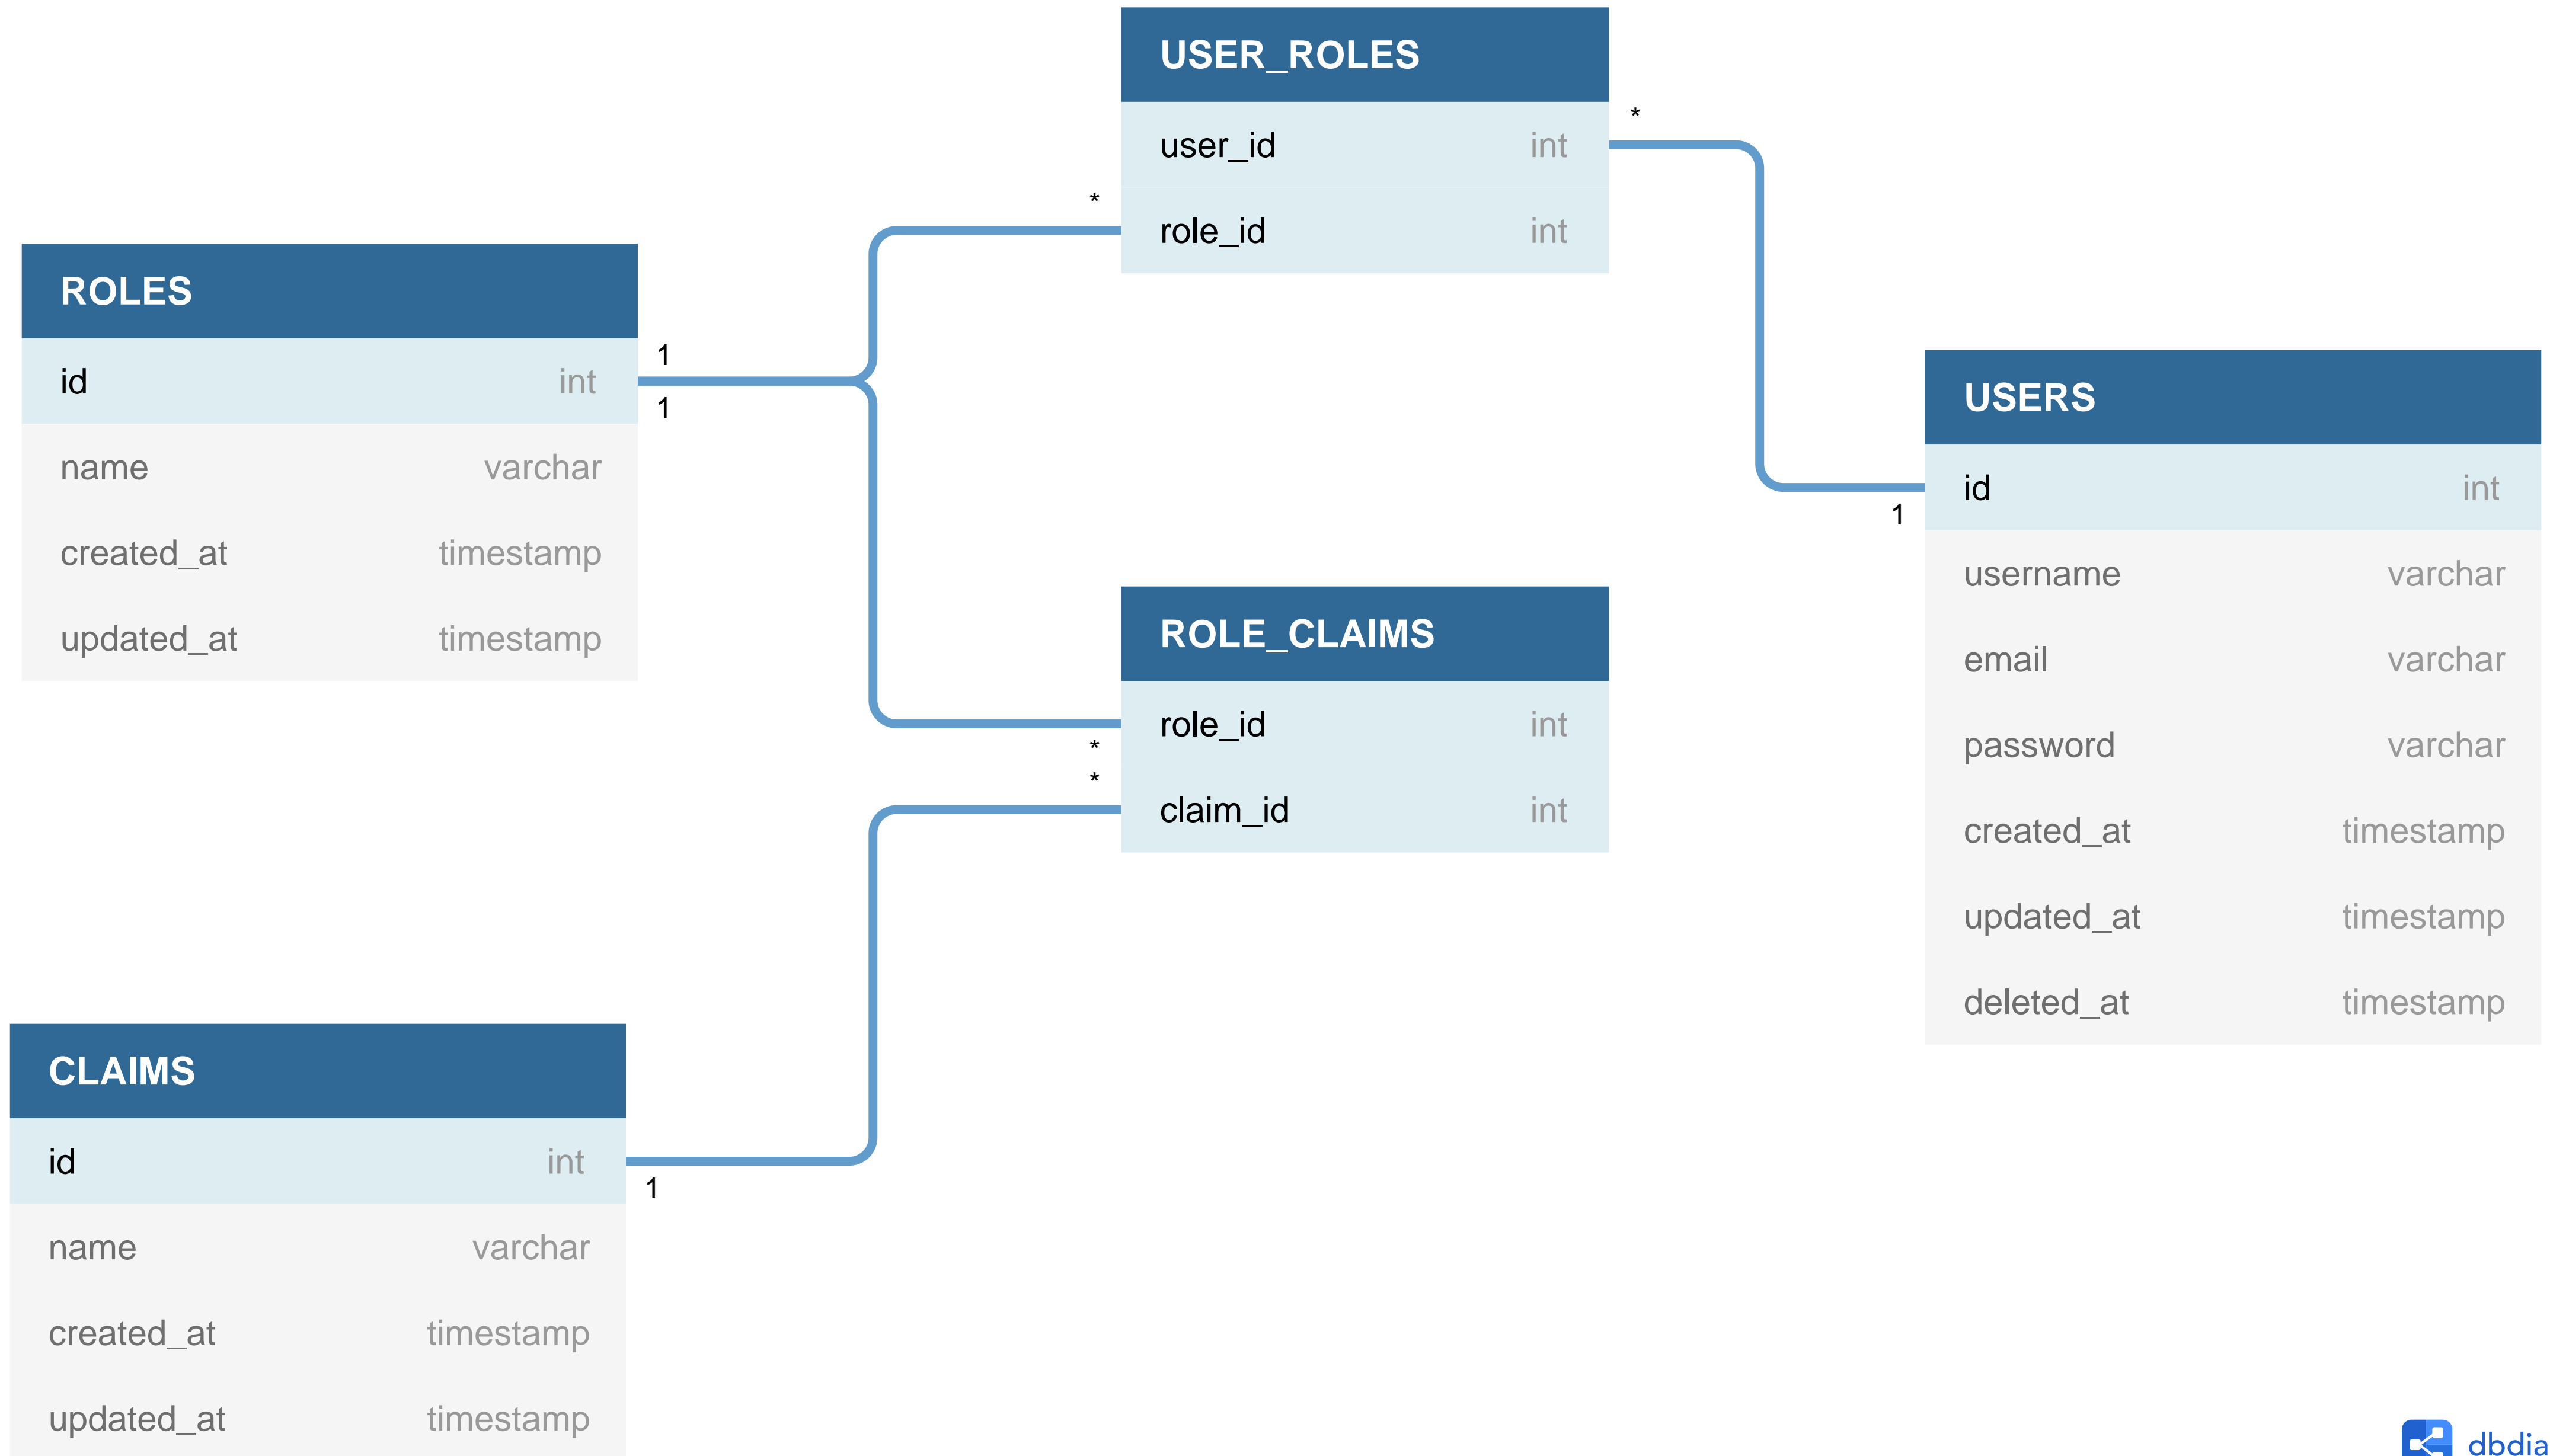 USER_ROLES
user_id int
*
role_id int
*
ROLES
id int
1
1
name varchar
created_at timestamp
updated_at timestamp
USERS
id int
1
username varchar
email varchar
password varchar
created_at timestamp
updated_at timestamp
deleted_at timestamp
ROLE_CLAIMS
role_id int
*
*
claim_id int
CLAIMS
id int
1
name varchar
created_at timestamp
updated_at timestamp
dbdia